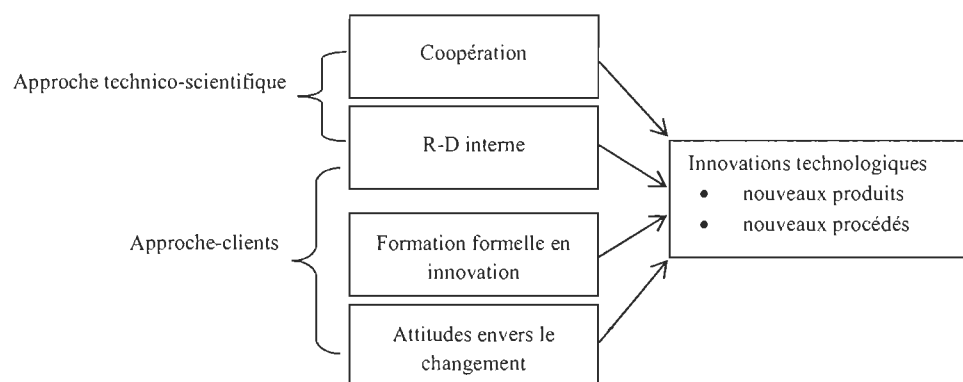 Approche technico-scientifique
Coopération
R-D interne
Approche-clients
Formation formelle en
innovation
Attitudes envers le
changement
Innovations technologiques
• nouveaux produits
• nouveaux procédés